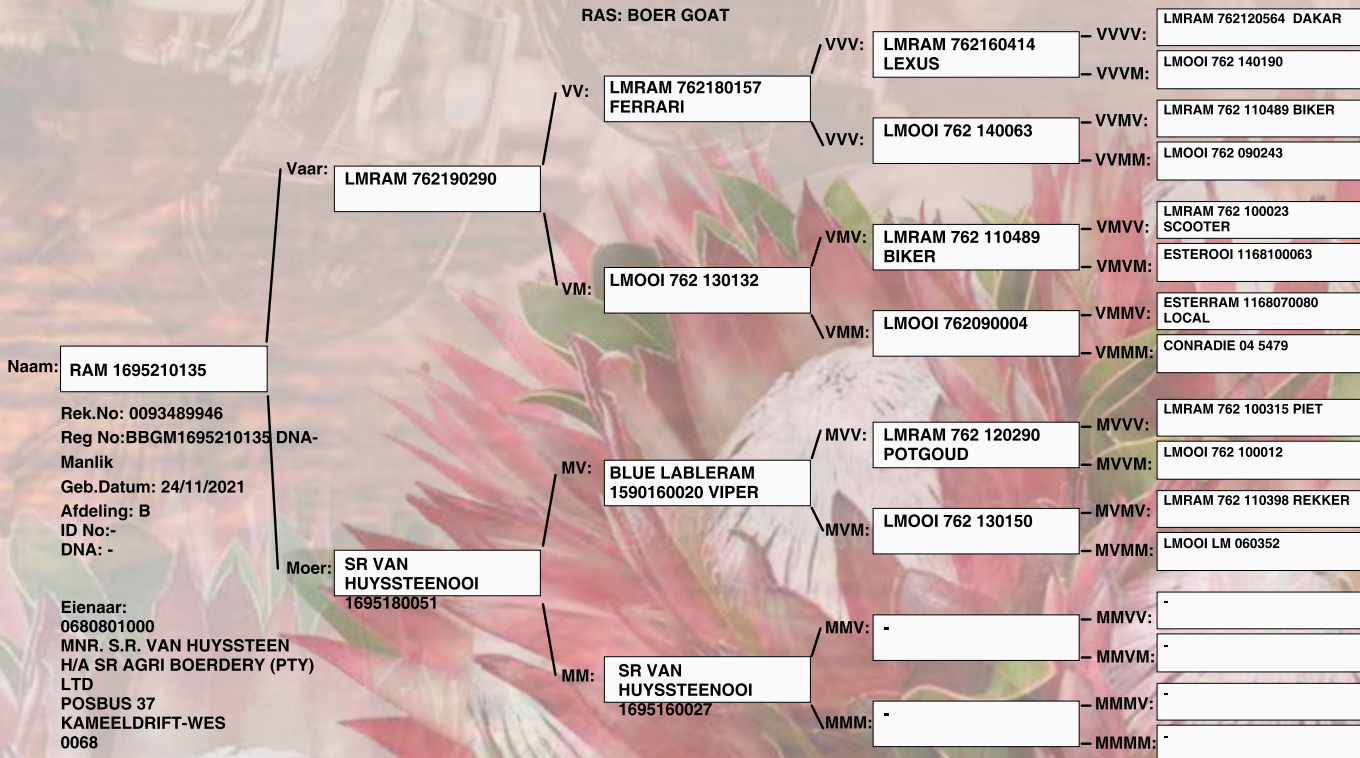 RAS: BOER GOAT
Naam:
RAM 1695210135
Rek.No: 0093489946
Reg No:BBGM1695210135 DNA-
Manlik
Geb.Datum: 24/11/2021
Afdeling: B
ID No:-
DNA: -
Eienaar:
0680801000
MNR. S.R. VAN HUYSSTEEN
H/A SR AGRI BOERDERY (PTY)
LTD
POSBUS 37
KAMEELDRIFT-WES
0068
Vaar:
LMRAM 762190290
Moer:
SR VAN
HUYSSTEENOOI
1695180051
VV:
LMRAM 762180157
FERRARI
VM:
LMOOI 762 130132
MV:
BLUE LABLERAM
1590160020 VIPER
MM:
SR VAN
HUYSSTEENOOI
1695160027
VVV:
LMRAM 762160414
LEXUS
VVV:
LMOOI 762 140063
VMV:
LMRAM 762 110489
BIKER
VMM:
LMOOI 762090004
MVV:
LMRAM 762 120290
POTGOUD
MVM:
LMOOI 762 130150
MMV:
-
MMM:
-
VVVV:
LMRAM 762120564 DAKAR
VVVM:
LMOOI 762 140190
VVMV:
LMRAM 762 110489 BIKER
VVMM:
LMOOI 762 090243
VMVV:
LMRAM 762 100023
SCOOTER
VMVM:
ESTEROOI 1168100063
VMMV:
ESTERRAM 1168070080
LOCAL
VMMM:
CONRADIE 04 5479
MVVV:
LMRAM 762 100315 PIET
MVVM:
LMOOI 762 100012
MVMV:
LMRAM 762 110398 REKKER
MVMM:
LMOOI LM 060352
MMVV:
-
MMVM:
-
MMMV:
-
MMMM:
-